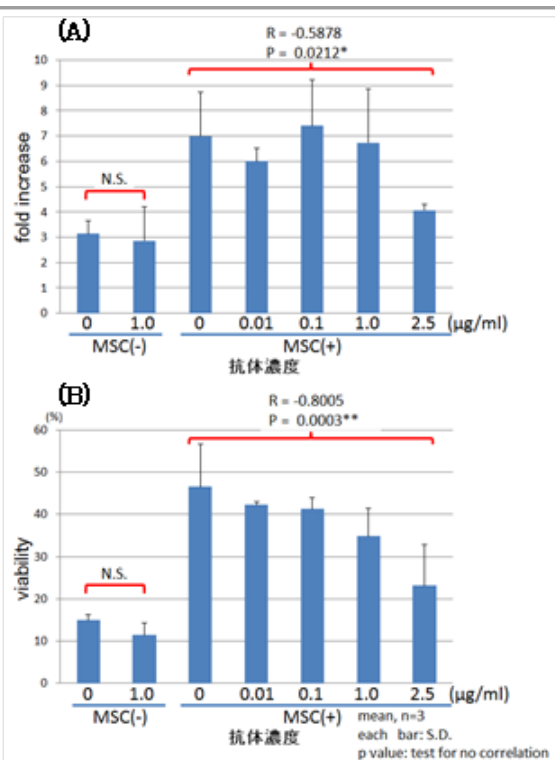 (A)
R = -0.5878
P = 0.0212*
10
9
8
7
6
5
4
3
2
1
0
fold increase
N.S.
0 1.0 0 0.01 0.1 1.0 2.5 (μg/ml)
MSC(-) MSC(+)
抗体濃度
(B)
R = -0.8005
P = 0.0003**
(%)
60
50
40
30
20
10
0
viability
N.S.
0 1.0 0 0.01 0.1 1.0 2.5 (μg/ml)
MSC(-) MSC(+)
抗体濃度
mean, n=3
each bar: S.D.
p value: test for no correlation